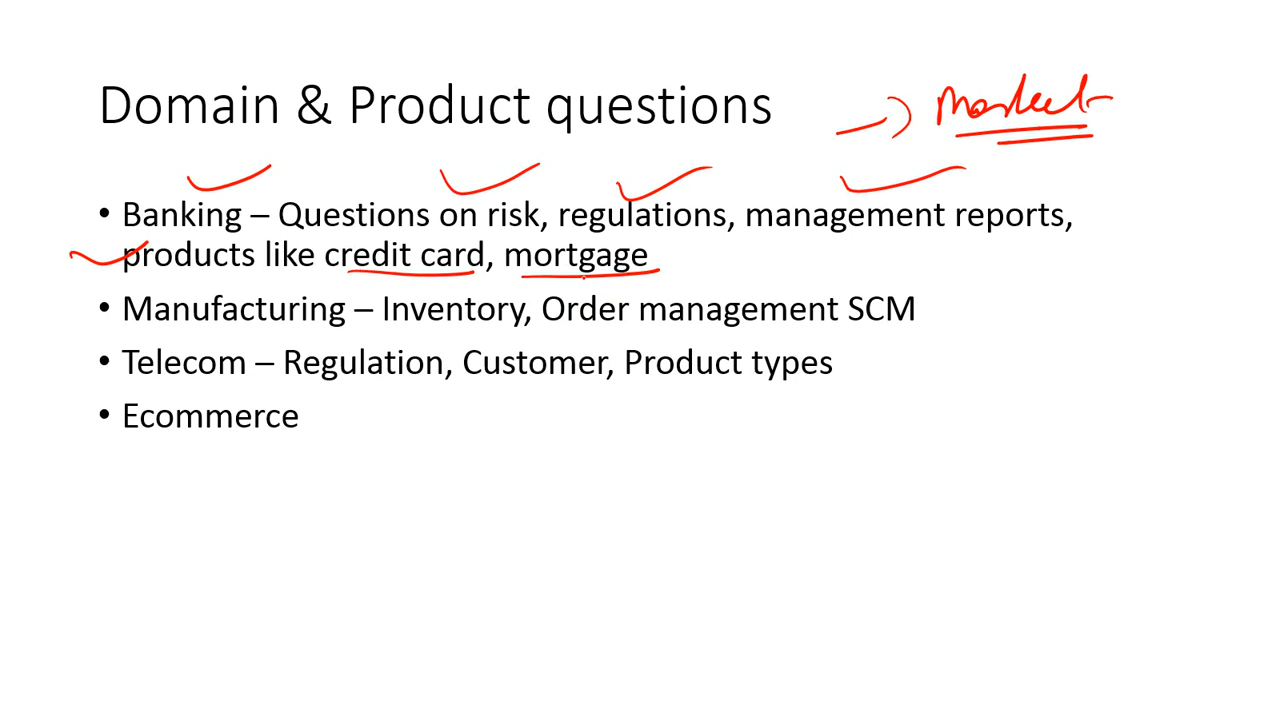 Domain & Product questions
Market
• Banking – Questions on risk, regulations, management reports,
products like credit card, mortgage
• Manufacturing – Inventory, Order management SCM
• Telecom – Regulation, Customer, Product types
• Ecommerce